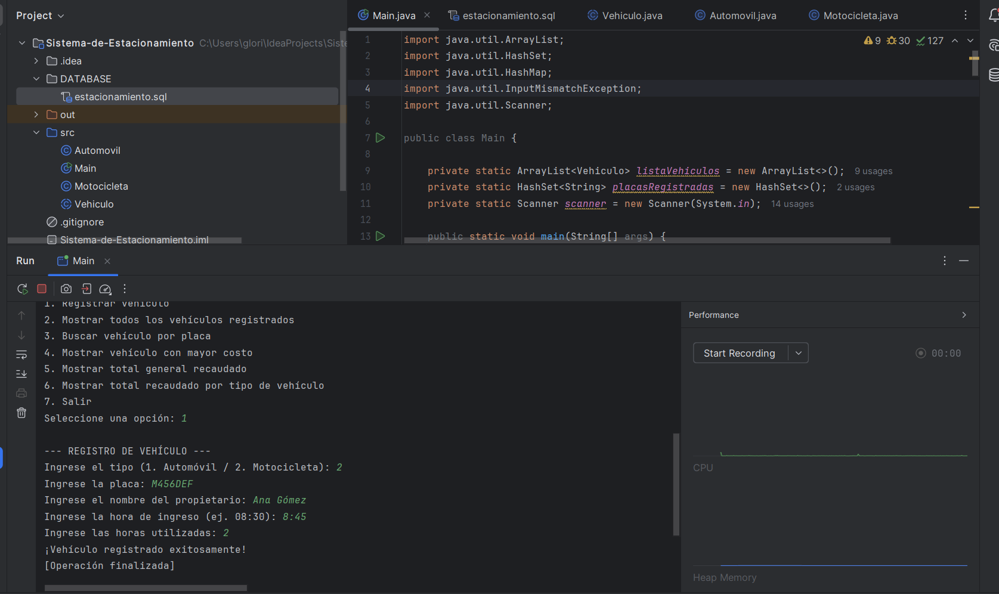 Project
Main.java
estacionamiento.sql
Vehiculo.java
Automovil.java
Motocicleta.java
Sistema-de-Estacionamiento C:\Users\glori\IdeaProjects\Siste
.idea
DATABASE
estacionamiento.sql
out
src
Automovil
Main
Motocicleta
Vehiculo
.gitignore
Sistema-de-Estacionamiento.iml
9 30 127
1 import java.util.ArrayList;
2 import java.util.HashSet;
3 import java.util.HashMap;
4 import java.util.InputMismatchException;
5 import java.util.Scanner;
6
7 public class Main {
8
9 private static ArrayList<Vehiculo> listaVehiculos = new ArrayList<>(); 9 usages
10 private static HashSet<String> placasRegistradas = new HashSet<>(); 2 usages
11 private static Scanner scanner = new Scanner(System.in); 14 usages
12
13 public static void main(String[] args) {
Run Main
1. Registrar vehículo
2. Mostrar todos los vehículos registrados
3. Buscar vehículo por placa
4. Mostrar vehículo con mayor costo
5. Mostrar total general recaudado
6. Mostrar total recaudado por tipo de vehículo
7. Salir
Seleccione una opción: 1
--- REGISTRO DE VEHÍCULO ---
Ingrese el tipo (1. Automóvil / 2. Motocicleta): 2
Ingrese la placa: M456DEF
Ingrese el nombre del propietario: Ana Gómez
Ingrese la hora de ingreso (ej. 08:30): 8:45
Ingrese las horas utilizadas: 2
¡Vehículo registrado exitosamente!
[Operación finalizada]
Performance
Start Recording
00:00
CPU
Heap Memory